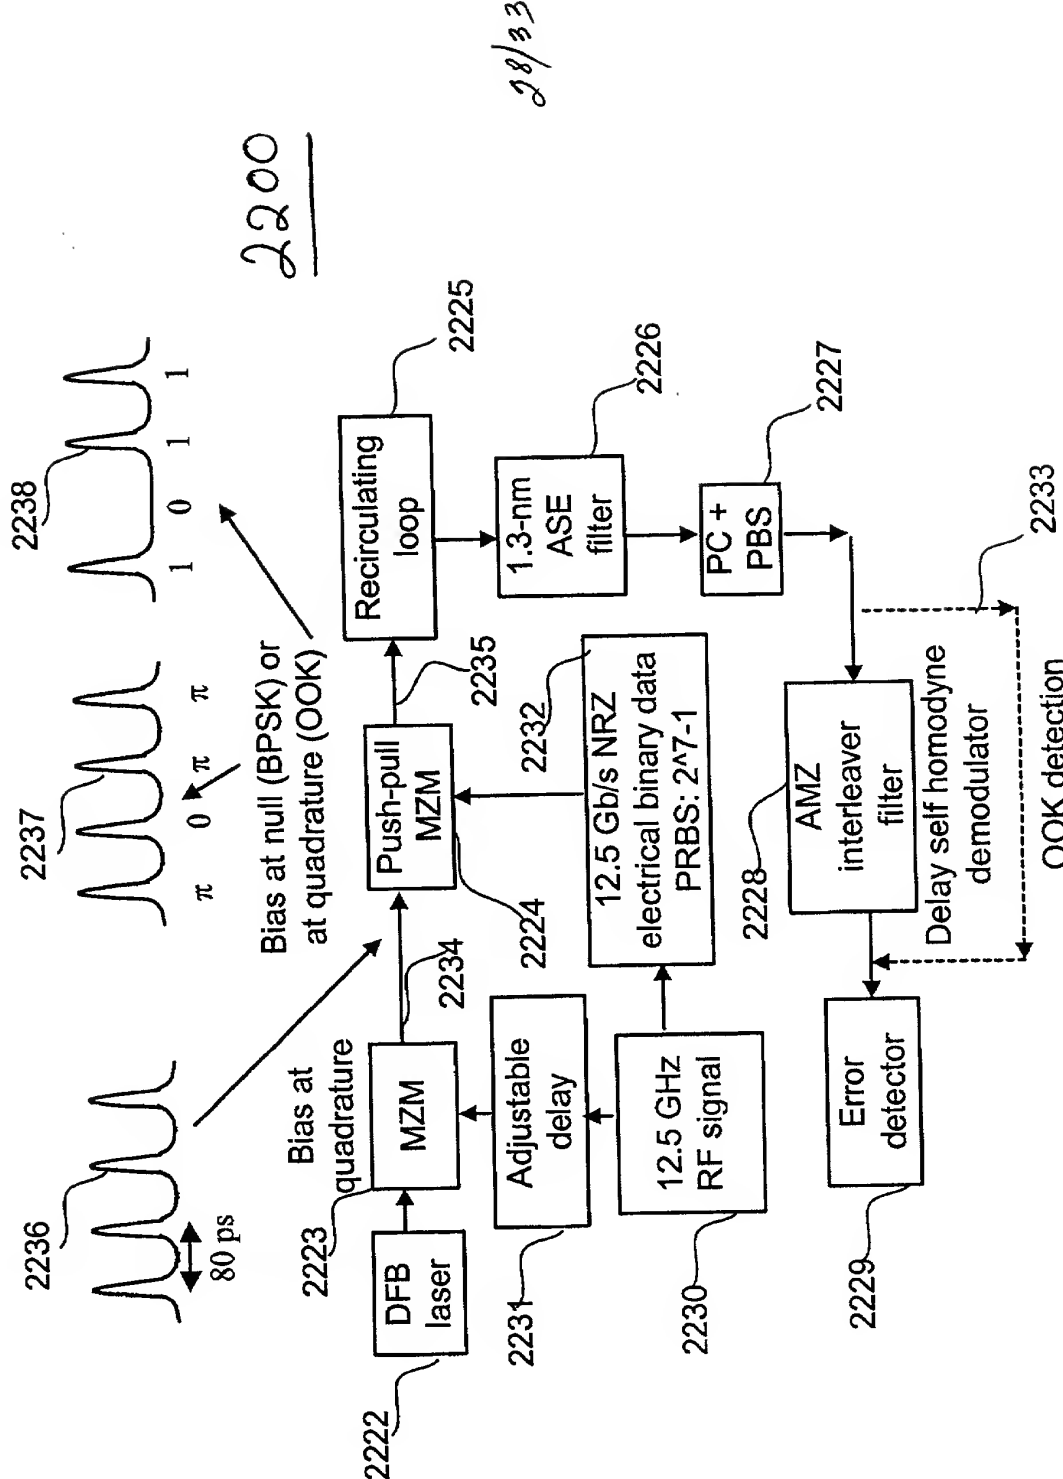 28/33
2200
2236
80 ps
2237
π 0 π π
2238
1 0 1 1
Bias at null (BPSK) or
at quadrature (OOK)
Bias at
quadrature
2222
DFB
laser
2223
MZM
2234
Push-pull
MZM
2224
2235
Recirculating
loop
2225
2231
Adjustable
delay
2230
12.5 GHz
RF signal
2232
12.5 Gb/s NRZ
electrical binary data
PRBS: 2^7-1
1.3-nm
ASE
filter
2226
PC +
PBS
2227
2228
AMZ
interleaver
filter
Delay self homodyne
demodulator
2233
OOK detection
2229
Error
detector